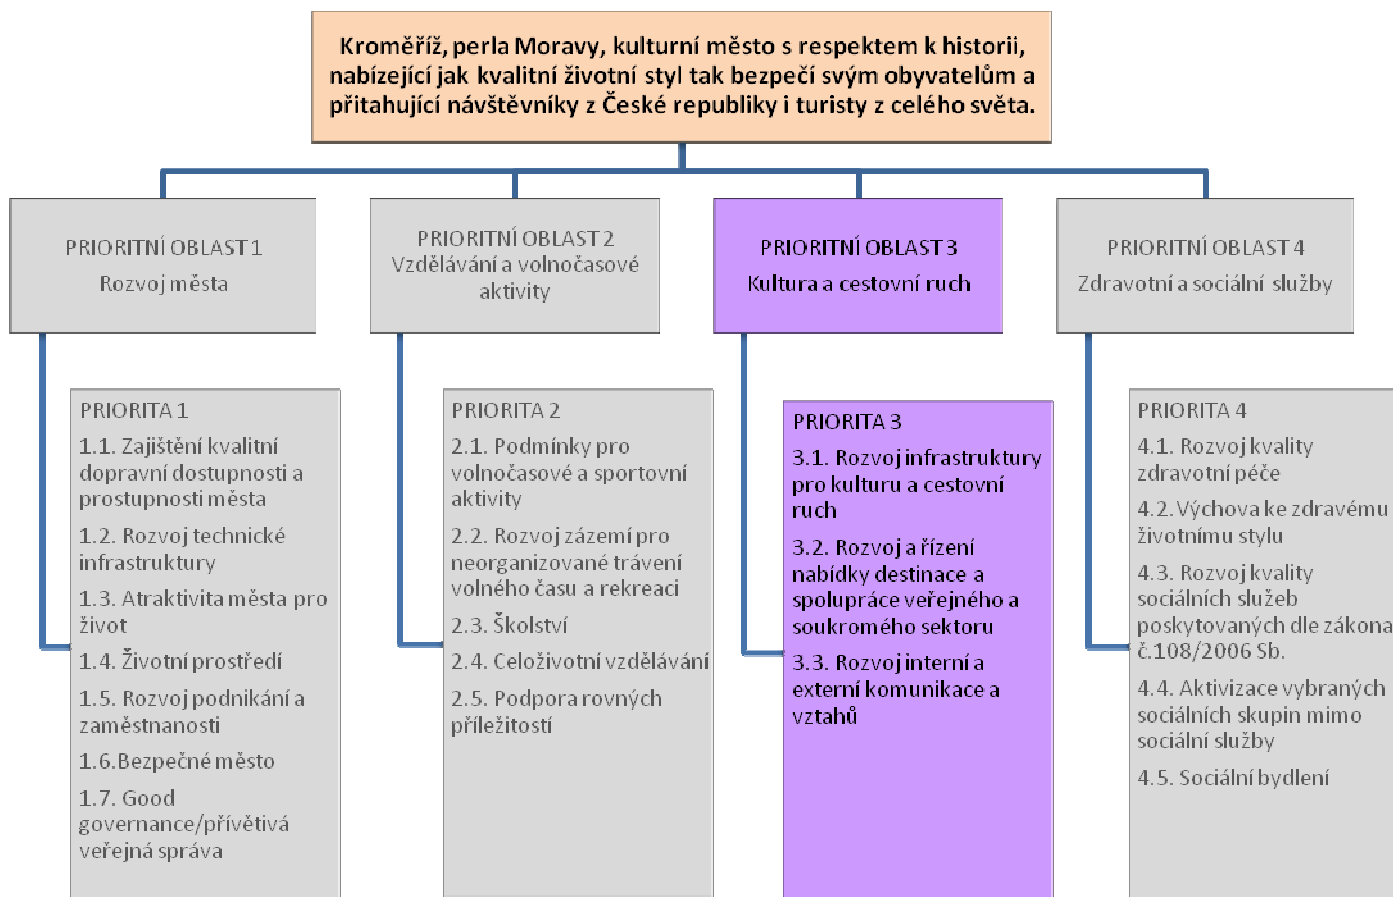 Kroměříž, perla Moravy, kulturní město s respektem k historii,
nabízející jak kvalitní životní styl tak bezpečí svým obyvatelům a
přitahující návštěvníky z České republiky i turisty z celého světa.
PRIORITNÍ OBLAST 1
Rozvoj města
PRIORITNÍ OBLAST 2
Vzdělávání a volnočasové
aktivity
PRIORITNÍ OBLAST 3
Kultura a cestovní ruch
PRIORITNÍ OBLAST 4
Zdravotní a sociální služby
PRIORITA 1
1.1. Zajištění kvalitní
dopravní dostupnosti a
prostupnosti města
1.2. Rozvoj technické
infrastruktury
1.3. Atraktivita města pro
život
1.4. Životní prostředí
1.5. Rozvoj podnikání a
zaměstnanosti
1.6.Bezpečné město
1.7. Good
governance/přívětivá
veřejná správa
PRIORITA 2
2.1. Podmínky pro
volnočasové a sportovní
aktivity
2.2. Rozvoj zázemí pro
neorganizované trávení
volného času a rekreaci
2.3. Školství
2.4. Celoživotní vzdělávání
2.5. Podpora rovných
příležitostí
PRIORITA 3
3.1. Rozvoj infrastruktury
pro kulturu a cestovní
ruch
3.2. Rozvoj a řízení
nabídky destinace a
spolupráce veřejného a
soukromého sektoru
3.3. Rozvoj interní a
externí komunikace a
vztahů
PRIORITA 4
4.1. Rozvoj kvality
zdravotní péče
4.2.Výchova ke zdravému
životnímu stylu
4.3. Rozvoj kvality
sociálních služeb
poskytovaných dle zákona
č.108/2006 Sb.
4.4. Aktivizace vybraných
sociálních skupin mimo
sociální služby
4.5. Sociální bydlení